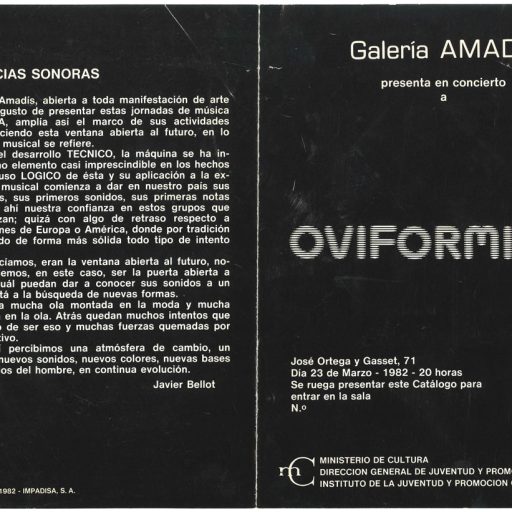 CIAS SONORAS
Amadís, abierta a toda manifestación de arte
gusto de presentar estas jornadas de música
A, amplía así el marco de sus actividades
ciendo esta ventana abierta al futuro, en lo
musical se refiere.
el desarrollo TECNICO, la máquina se ha in-
no elemento casi imprescindible en los hechos
uso LOGICO de ésta y su aplicación a la ex-
musical comienza a dar en nuestro país sus
s, sus primeros sonidos, sus primeras notas
ahí nuestra confianza en estos grupos que
zan; quizá con algo de retraso respecto a
nes de Europa o América, donde por tradición
do de forma más sólida todo tipo de intento
cíamos, eran la ventana abierta al futuro, no-
emos, en este caso, ser la puerta abierta a
cuál puedan dar a conocer sus sonidos a un
tá a la búsqueda de nuevas formas.
a mucha ola montada en la moda y mucha
en la ola. Atrás quedan muchos intentos que
o de ser eso y muchas fuerzas quemadas por
tivo.
í percibimos una atmósfera de cambio, un
nuevos sonidos, nuevos colores, nuevas bases
os del hombre, en continua evolución.
Javier Bellot
1982 - IMPADISA, S. A.
Galería AMAD
presenta en concierto
a
OVIFORMI
José Ortega y Gasset, 71
Día 23 de Marzo - 1982 - 20 horas
Se ruega presentar este Catálogo para
entrar en la sala
N.º
mC MINISTERIO DE CULTURA
DIRECCION GENERAL DE JUVENTUD Y PROMO
INSTITUTO DE LA JUVENTUD Y PROMOCION